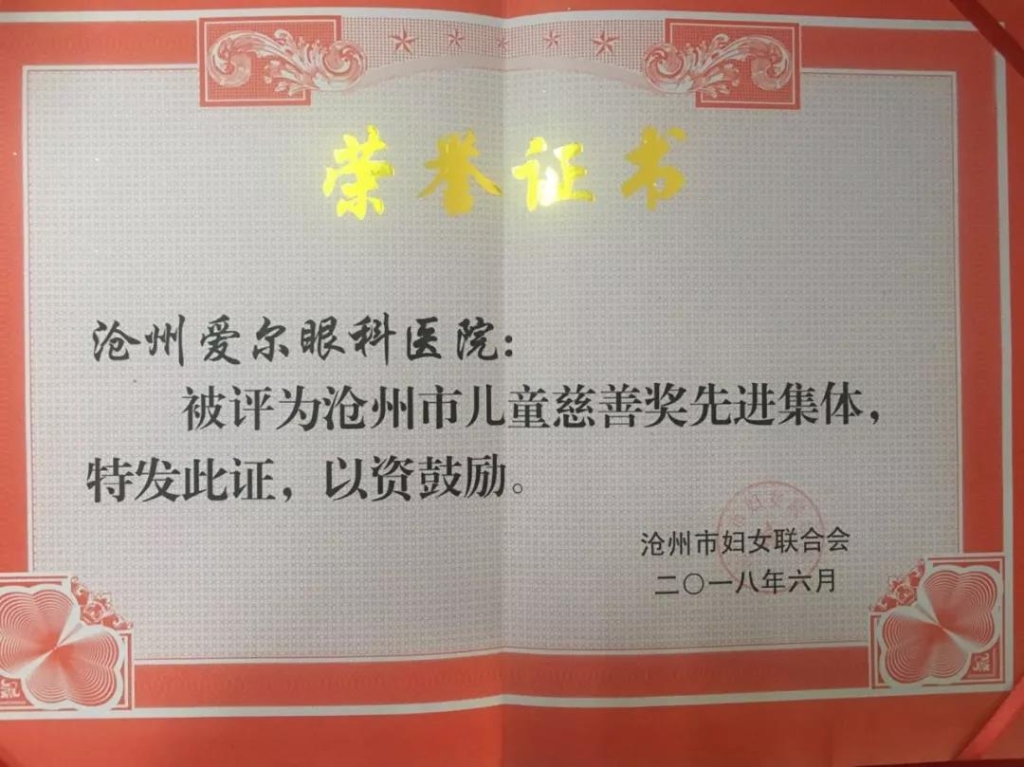 荣誉证书
沧州爱尔眼科医院：
被评为沧州市儿童慈善奖先进集体，
特发此证，以资鼓励。
沧州市妇女联合会
二〇一八年六月